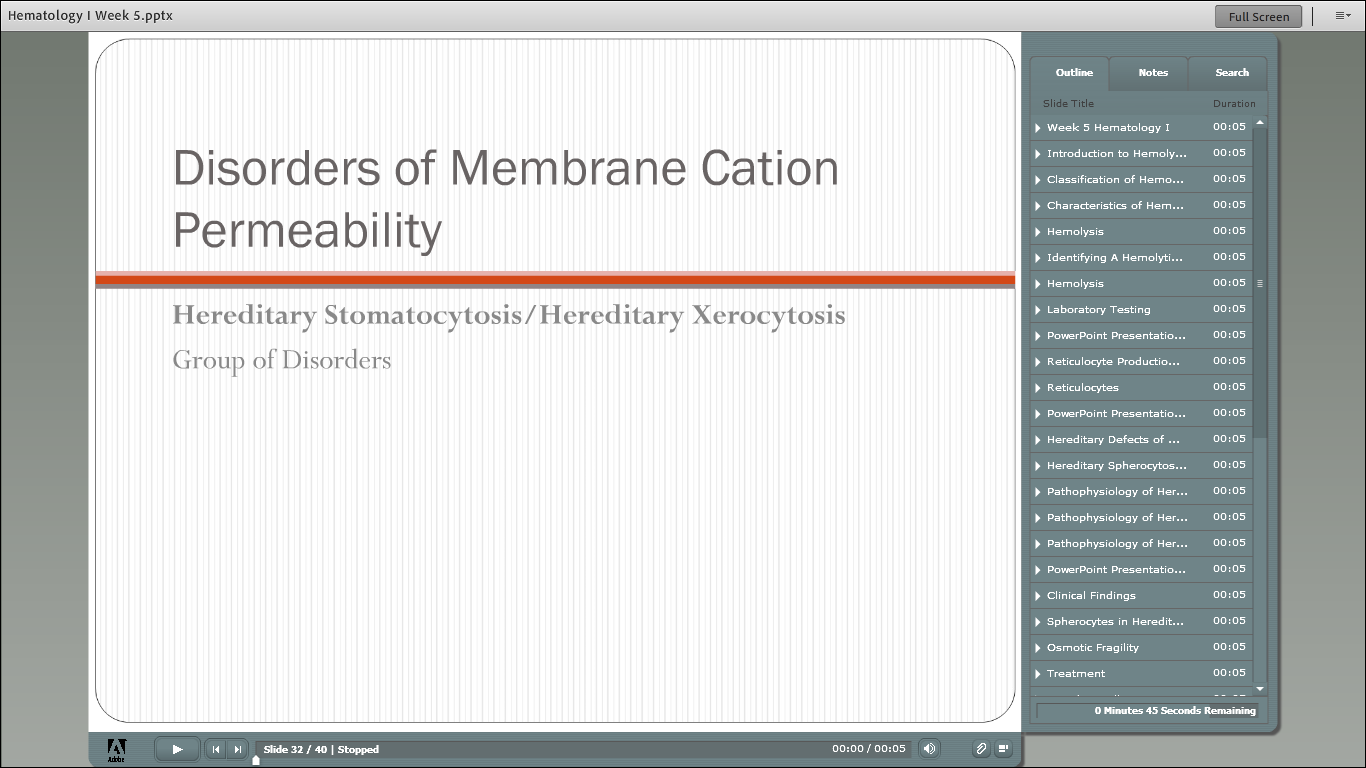 Hematology I Week 5.pptx
Full Screen
Disorders of Membrane Cation
Permeability
Hereditary Stomatocytosis/Hereditary Xerocytosis
Group of Disorders
Outline
Notes
Search
Slide Title Duration
Week 5 Hematology I 00:05
Introduction to Hemoly... 00:05
Classification of Hemo... 00:05
Characteristics of Hem... 00:05
Hemolysis 00:05
Identifying A Hemolyti... 00:05
Hemolysis 00:05
Laboratory Testing 00:05
PowerPoint Presentatio... 00:05
Reticulocyte Productio... 00:05
Reticulocytes 00:05
PowerPoint Presentatio... 00:05
Hereditary Defects of ... 00:05
Hereditary Spherocytos... 00:05
Pathophysiology of Her... 00:05
Pathophysiology of Her... 00:05
Pathophysiology of Her... 00:05
PowerPoint Presentatio... 00:05
Clinical Findings 00:05
Spherocytes in Heredit... 00:05
Osmotic Fragility 00:05
Treatment 00:05
0 Minutes 45 Seconds Remaining
Adobe
Slide 32 / 40 | Stopped
00:00 / 00:05